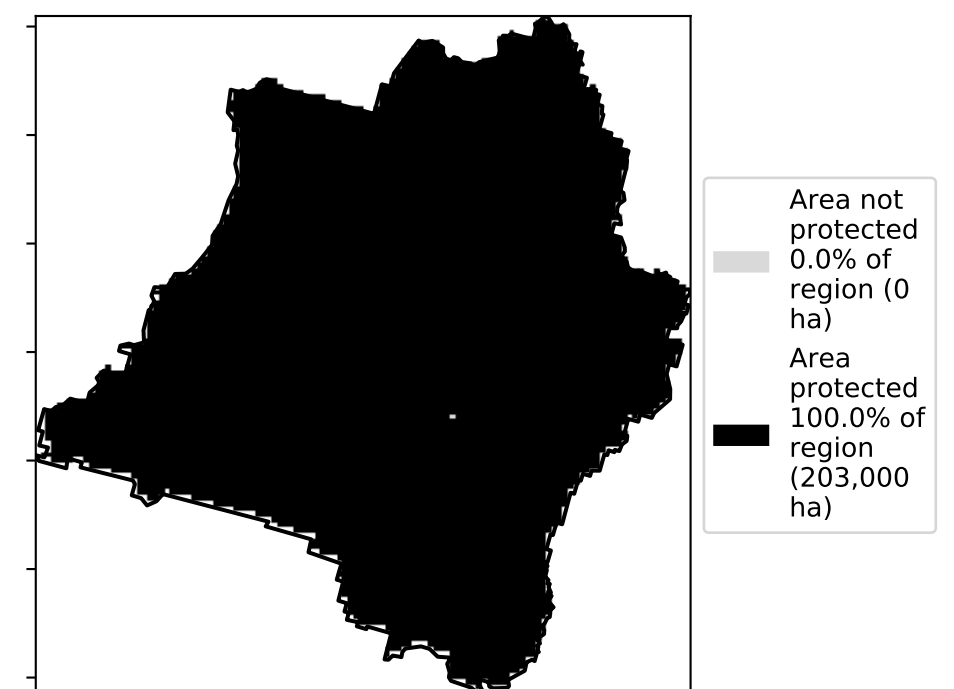 Area not
protected
0.0% of
region (0
ha)
Area
protected
100.0% of
region
(203,000
ha)